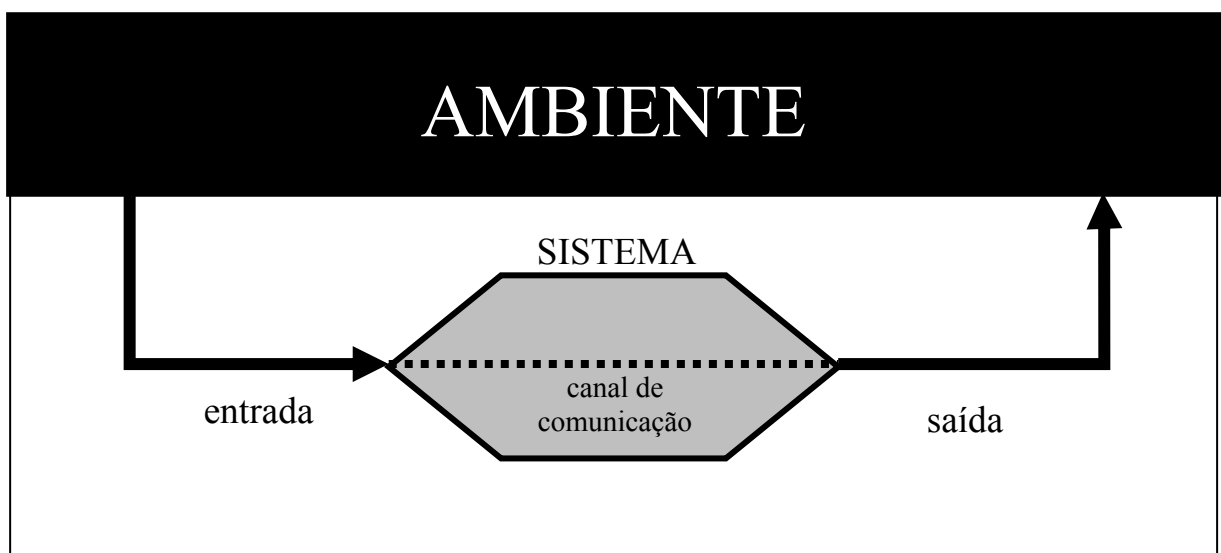 AMBIENTE
SISTEMA
canal de
comunicação
entrada
saída